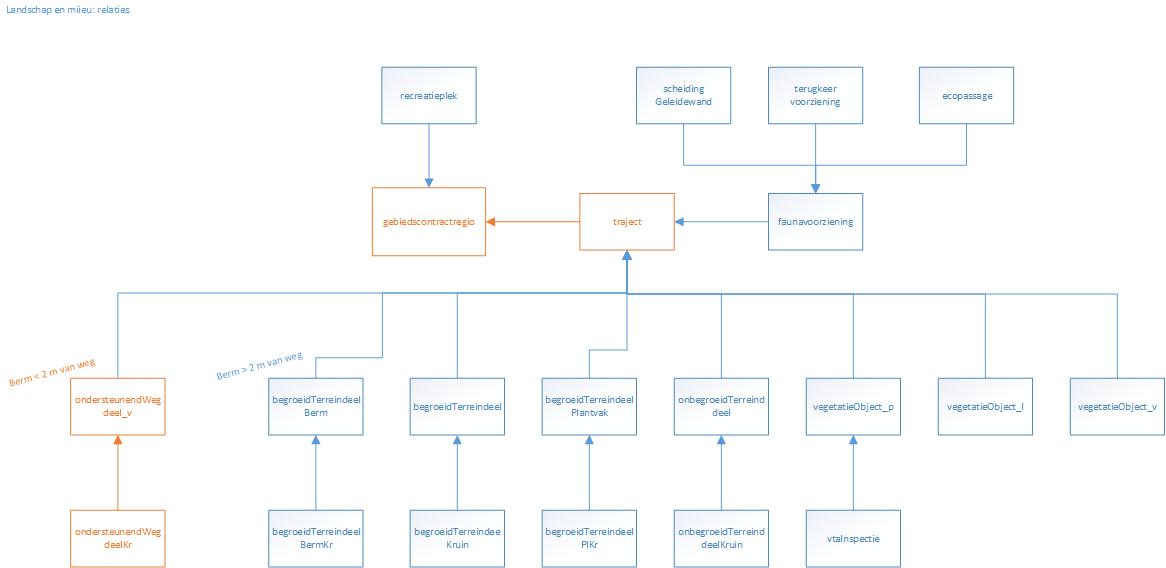 Landschap en miieu: relaties
recreatieplek
scheiding
Geleidewand
terugkeer
voorziening
ecopassage
gebiedscontractregio
traject
faunavoorziening
Berm < 2 m van weg
Berm > 2 m van weg
ondersteunendWeg
deel_v
begroeidTerreindeel
Berm
begroeidTerreindeel
begroeidTerreindeel
Plantvak
onbegroeidTerreind
deel
vegetatieObject_p
vegetatieObject_l
vegetatieObject_v
ondersteunendWeg
deelKr
begroeidTerreindeel
BermKr
begroeidTerreindee
Kruin
begroeidTerreindeel
PlKr
onbegroeidTerreind
deelKruin
vtaInspectie